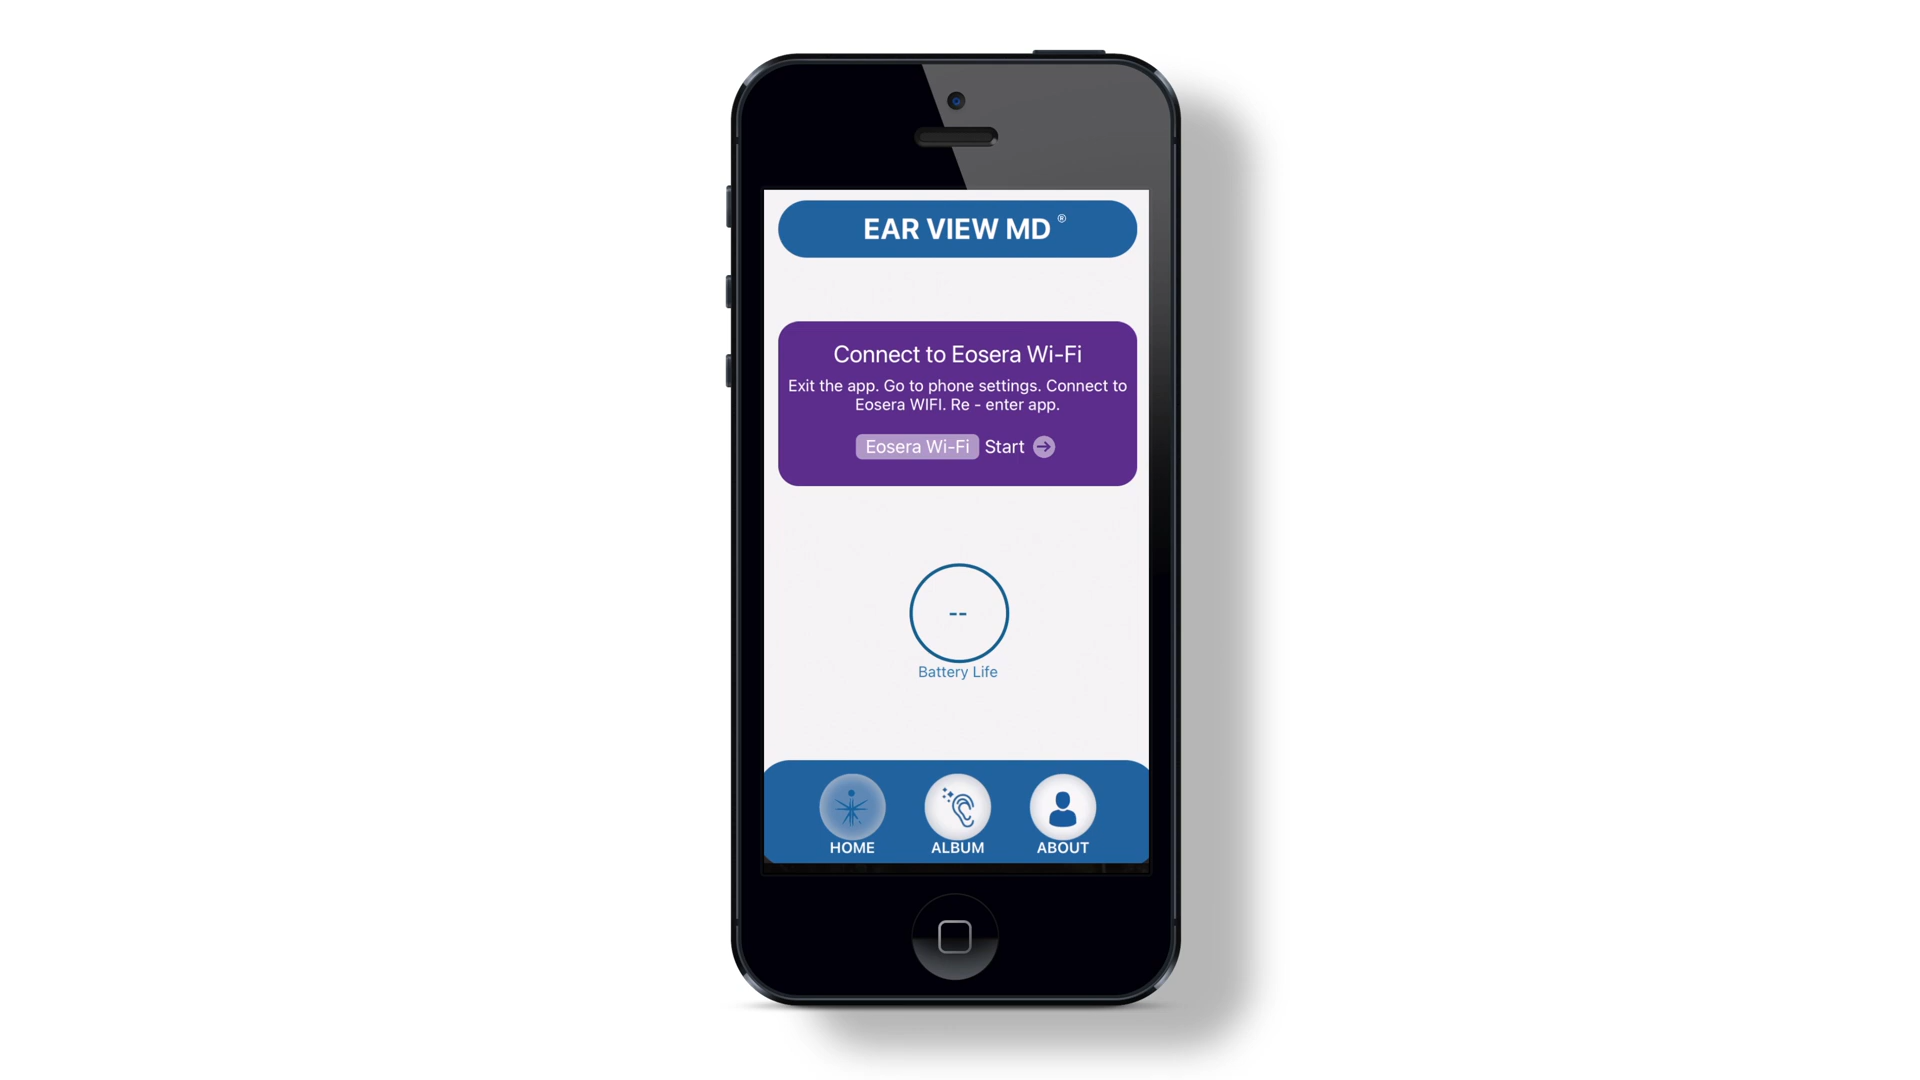 EAR VIEW MD ®
Connect to Eosera Wi-Fi
Exit the app. Go to phone settings. Connect to
Eosera WIFI. Re - enter app.
Eosera Wi-Fi Start
--
Battery Life
HOME ALBUM ABOUT